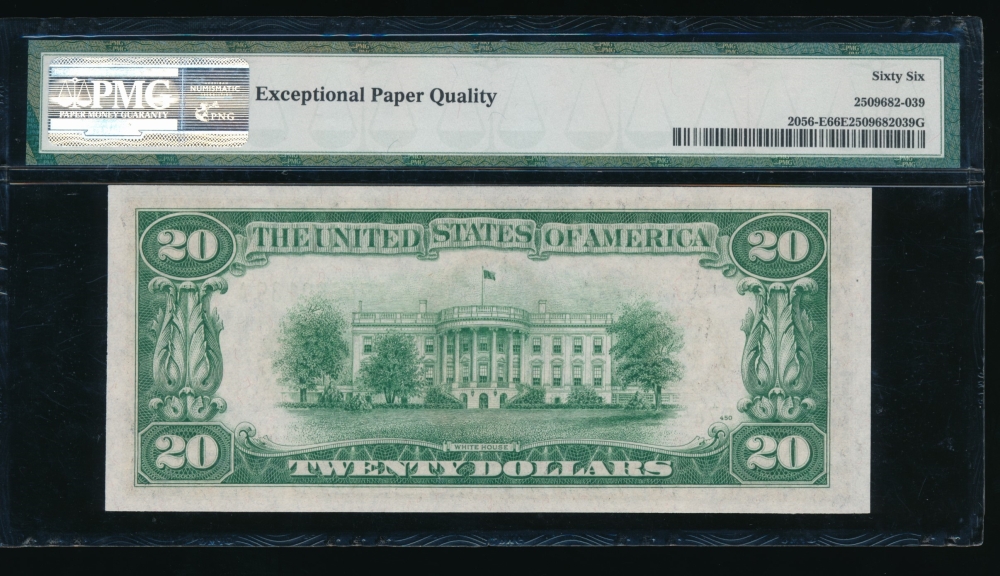 PMG
PAPER MONEY GUARANTY
NUMISMATIC
PNG
Exceptional Paper Quality
Sixty Six
2509682-039
2056-E66E2509682039G
20
THE UNITED STATES OF AMERICA
20
450
20
WHITE HOUSE
20
TWENTY DOLLARS